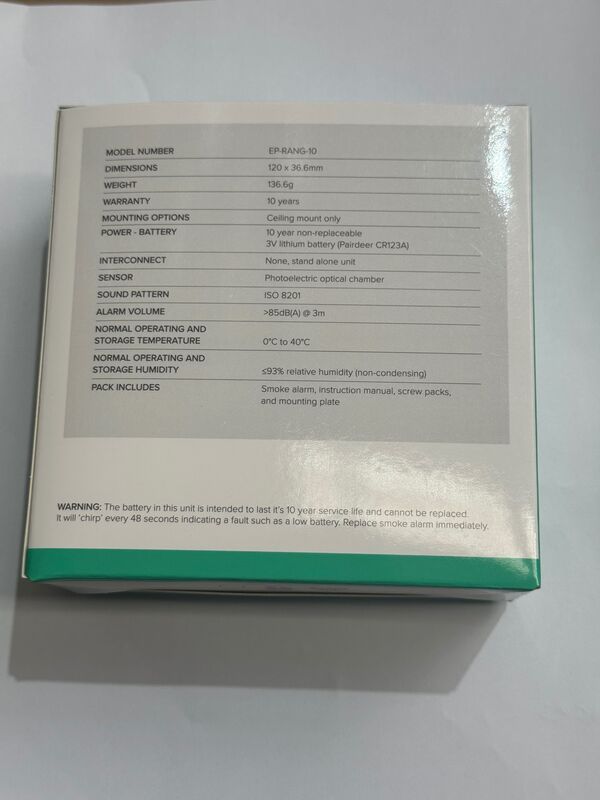 MODEL NUMBER EP-RANG-10
DIMENSIONS 120 x 36.6mm
WEIGHT 136.6g
WARRANTY 10 years
MOUNTING OPTIONS Ceiling mount only
POWER - BATTERY 10 year non-replaceable
3V lithium battery (Pairdeer CR123A)
INTERCONNECT None, stand alone unit
SENSOR Photoelectric optical chamber
SOUND PATTERN ISO 8201
ALARM VOLUME >85dB(A) @ 3m
NORMAL OPERATING AND
STORAGE TEMPERATURE 0°C to 40°C
NORMAL OPERATING AND
STORAGE HUMIDITY ≤93% relative humidity (non-condensing)
PACK INCLUDES Smoke alarm, instruction manual, screw packs,
and mounting plate
WARNING: The battery in this unit is intended to last it's 10 year service life and cannot be replaced.
It will 'chirp' every 48 seconds indicating a fault such as a low battery. Replace smoke alarm immediately.